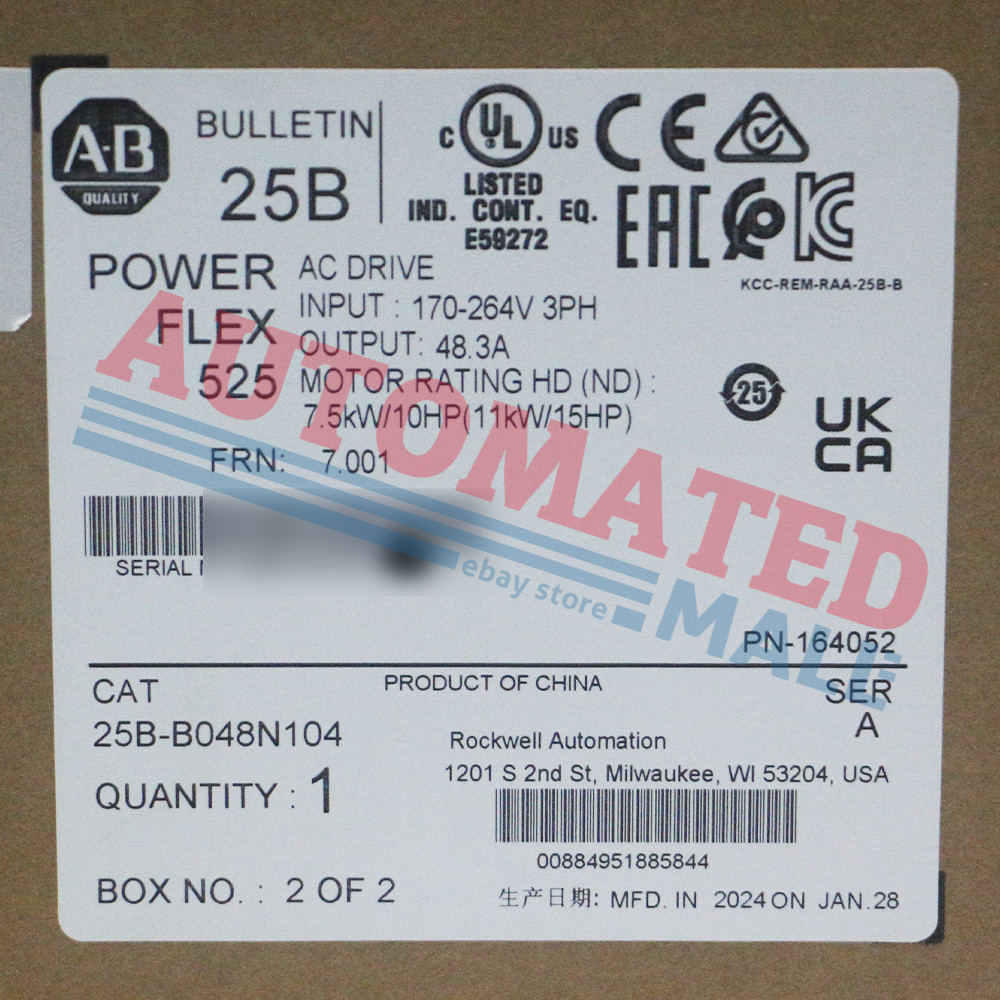 A-B
QUALITY
BULLETIN
25B
C UL US
LISTED
IND. CONT. EQ.
E59272
CE
EAC
KC
KCC-REM-RAA-25B-B
POWER
FLEX
525
AC DRIVE
INPUT : 170-264V 3PH
OUTPUT: 48.3A
MOTOR RATING HD (ND) :
7.5kW/10HP(11kW/15HP)
FRN: 7.001
25
UK
CA
SERIAL
AUTOMATED
ebay store
MALL
PN-164052
CAT
25B-B048N104
PRODUCT OF CHINA
SER
A
Rockwell Automation
1201 S 2nd St, Milwaukee, WI 53204, USA
QUANTITY : 1
00884951885844
BOX NO. : 2 OF 2
生产日期: MFD. IN 2024 ON JAN.28